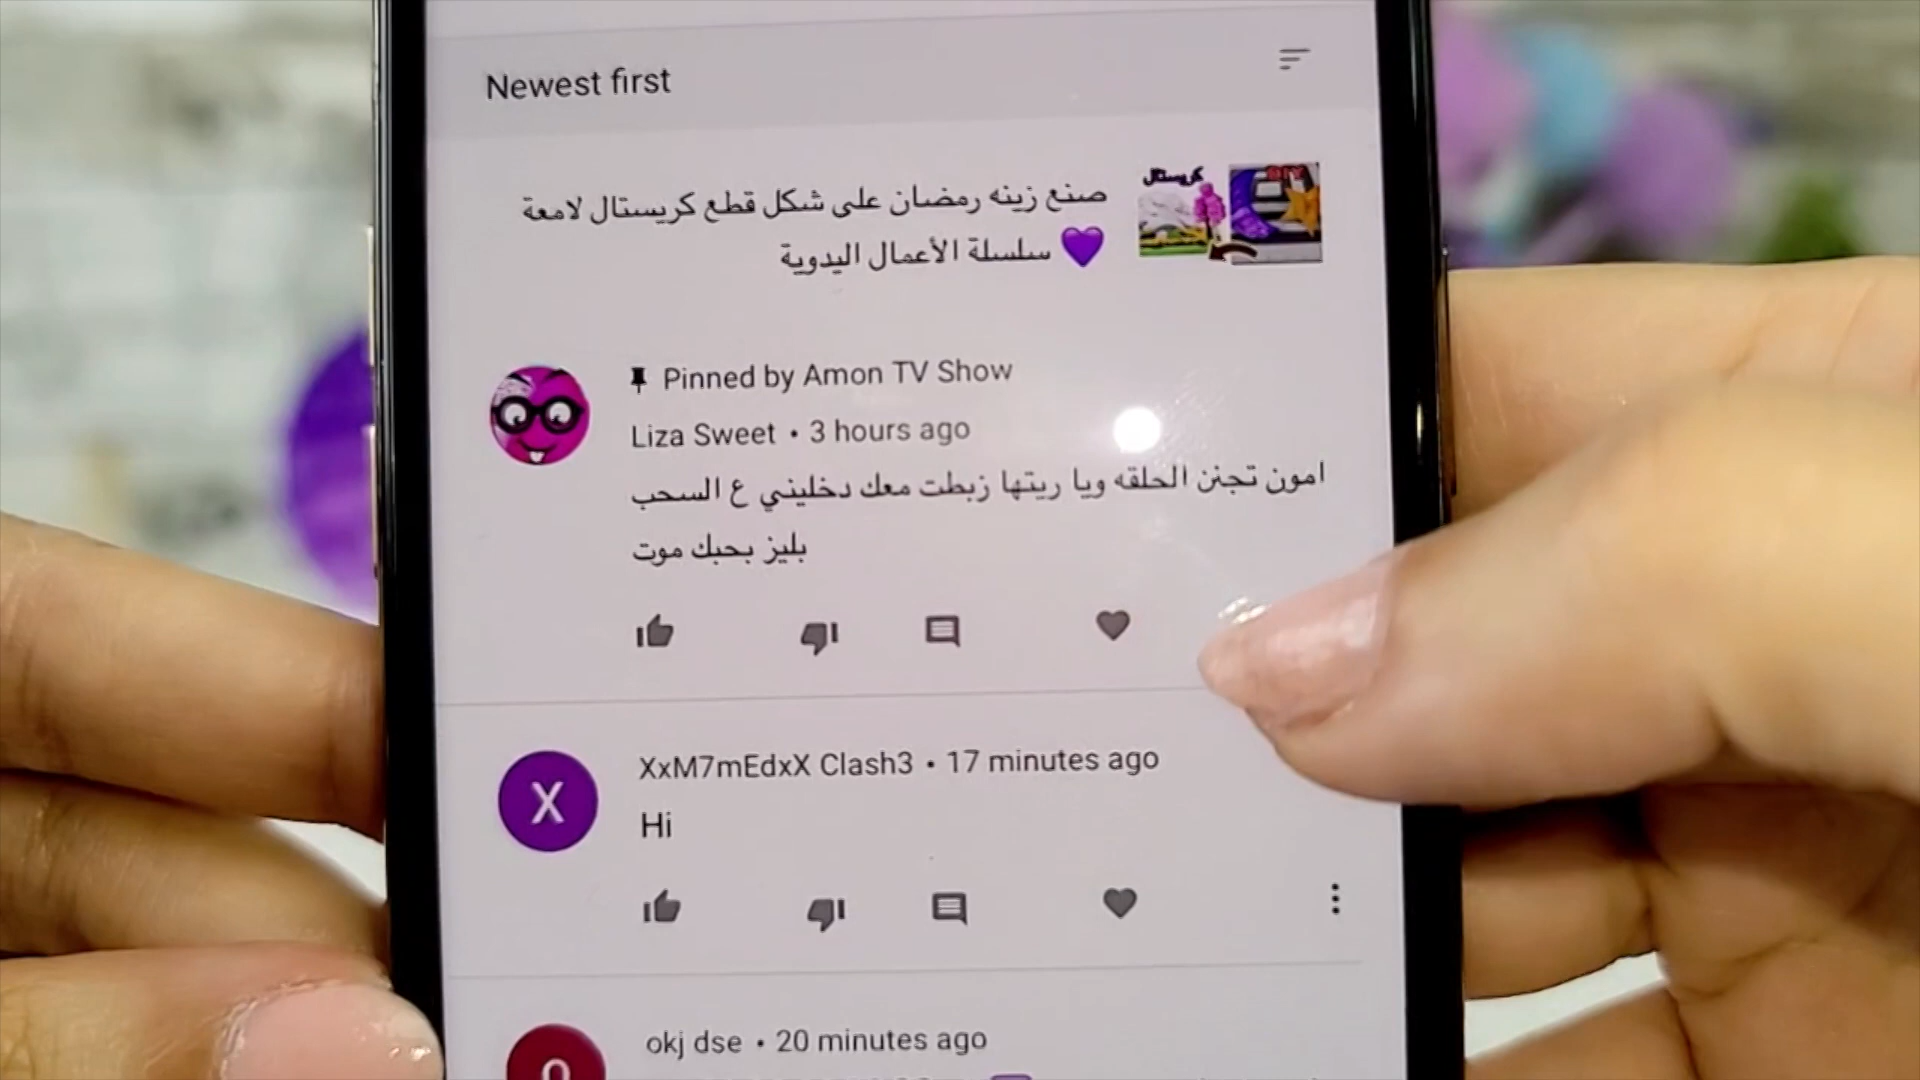 Newest first
صنع زينه رمضان على شكل قطع كريستال لامعة
💜 سلسلة الأعمال اليدوية
كريستال
DIY
Pinned by Amon TV Show
Liza Sweet • 3 hours ago
امون تجنن الحلقه ويا ريتها زبطت معك دخليني ع السحب
بليز بحبك موت
X
XxM7mEdxX Clash3 • 17 minutes ago
Hi
okj dse • 20 minutes ago